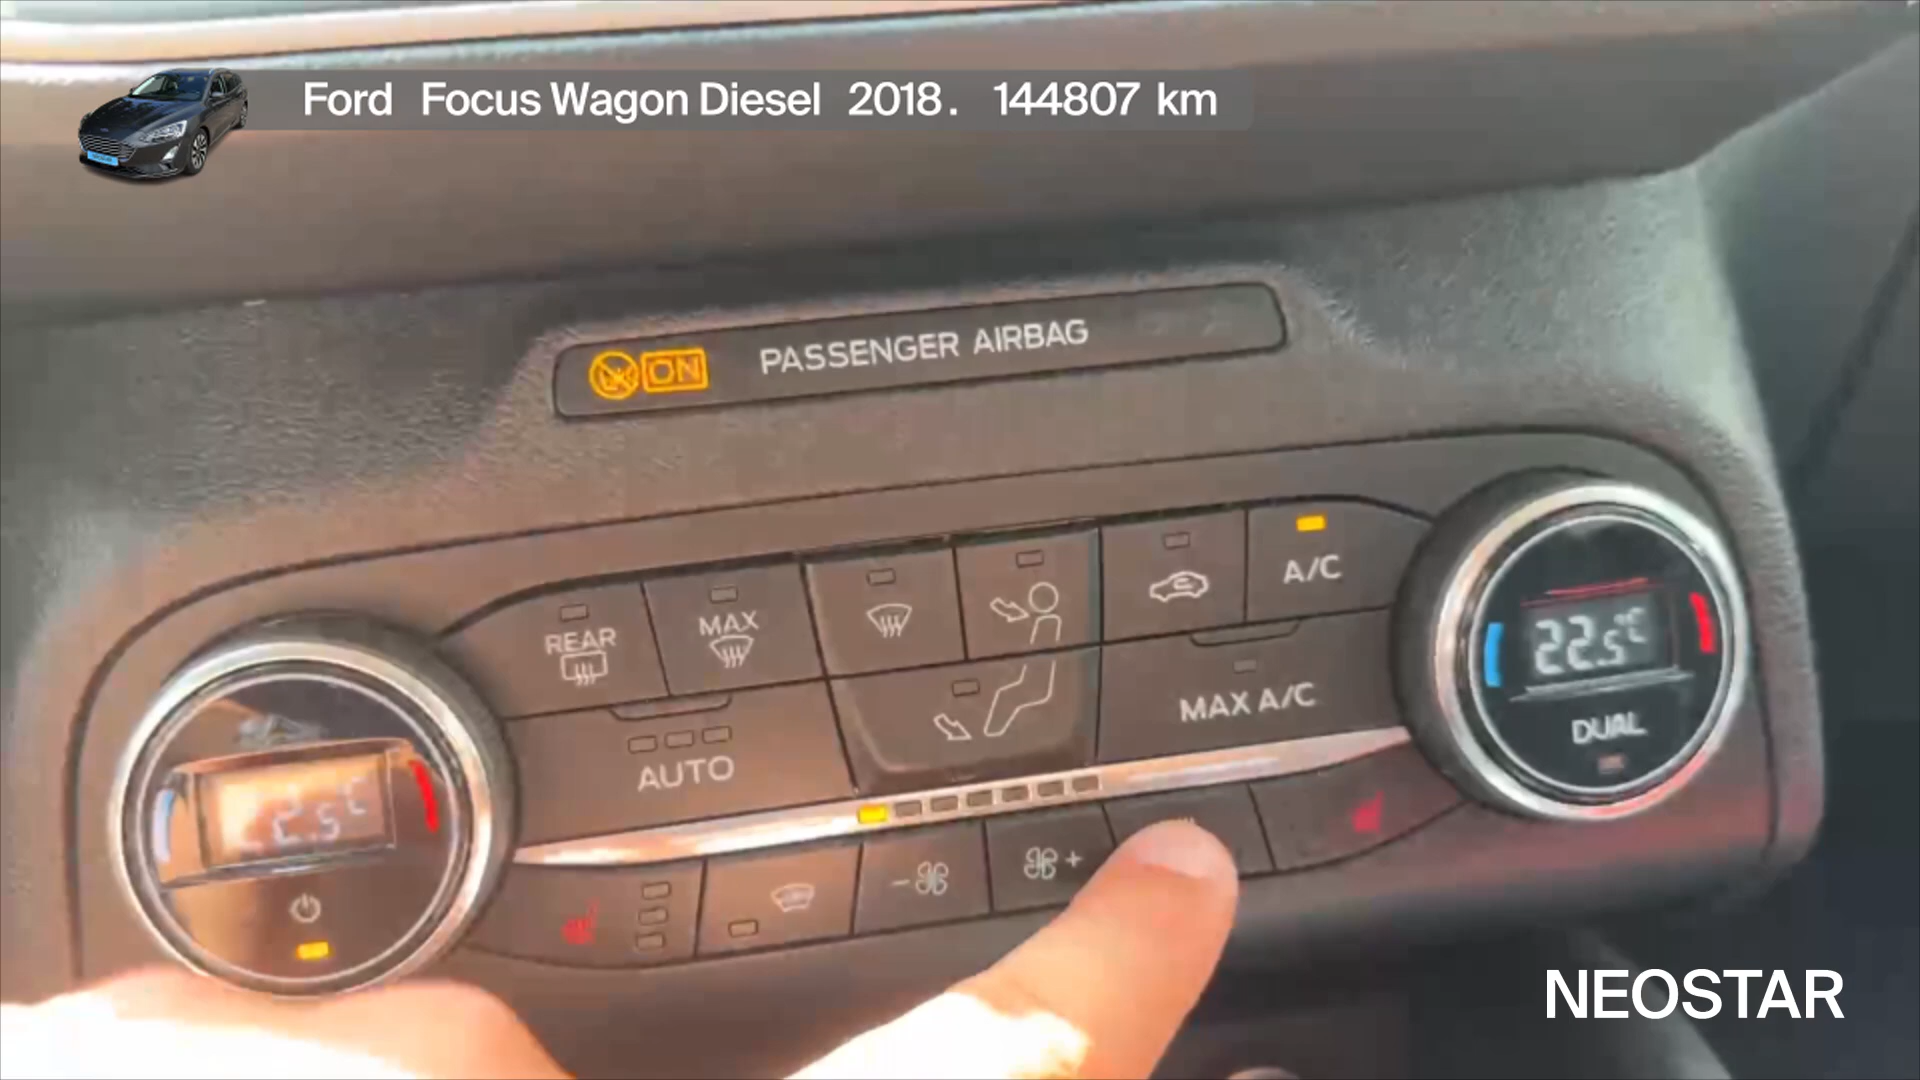 Ford Focus Wagon Diesel 2018. 144807 km
ON PASSENGER AIRBAG
A/C
REAR
MAX
22.5°C
MAX A/C
DUAL
AUTO
2.5°C
- +
NEOSTAR